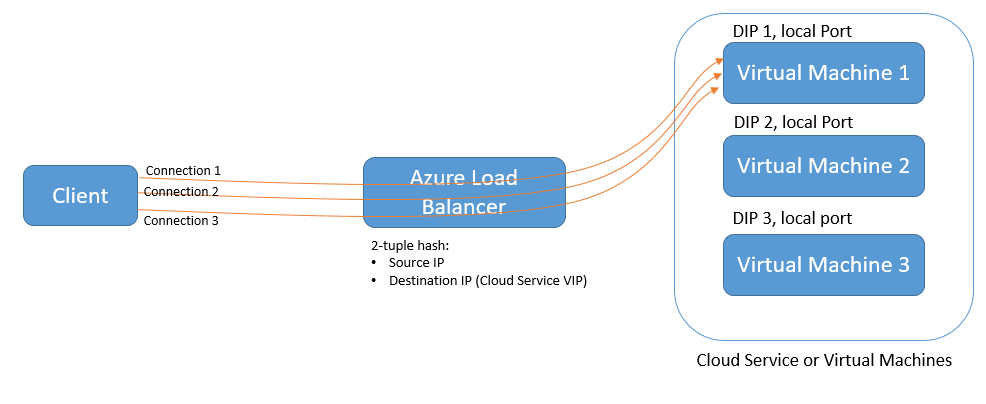 DIP 1, local Port
Virtual Machine 1
DIP 2, local Port
Connection 1
Azure Load
Virtual Machine 2
Client
Connection 2
Balancer
Connection 3
DIP 3, local port
2-tuple hash:
• Source IP
Virtual Machine 3
• Destination IP (Cloud Service VIP)
Cloud Service or Virtual Machines